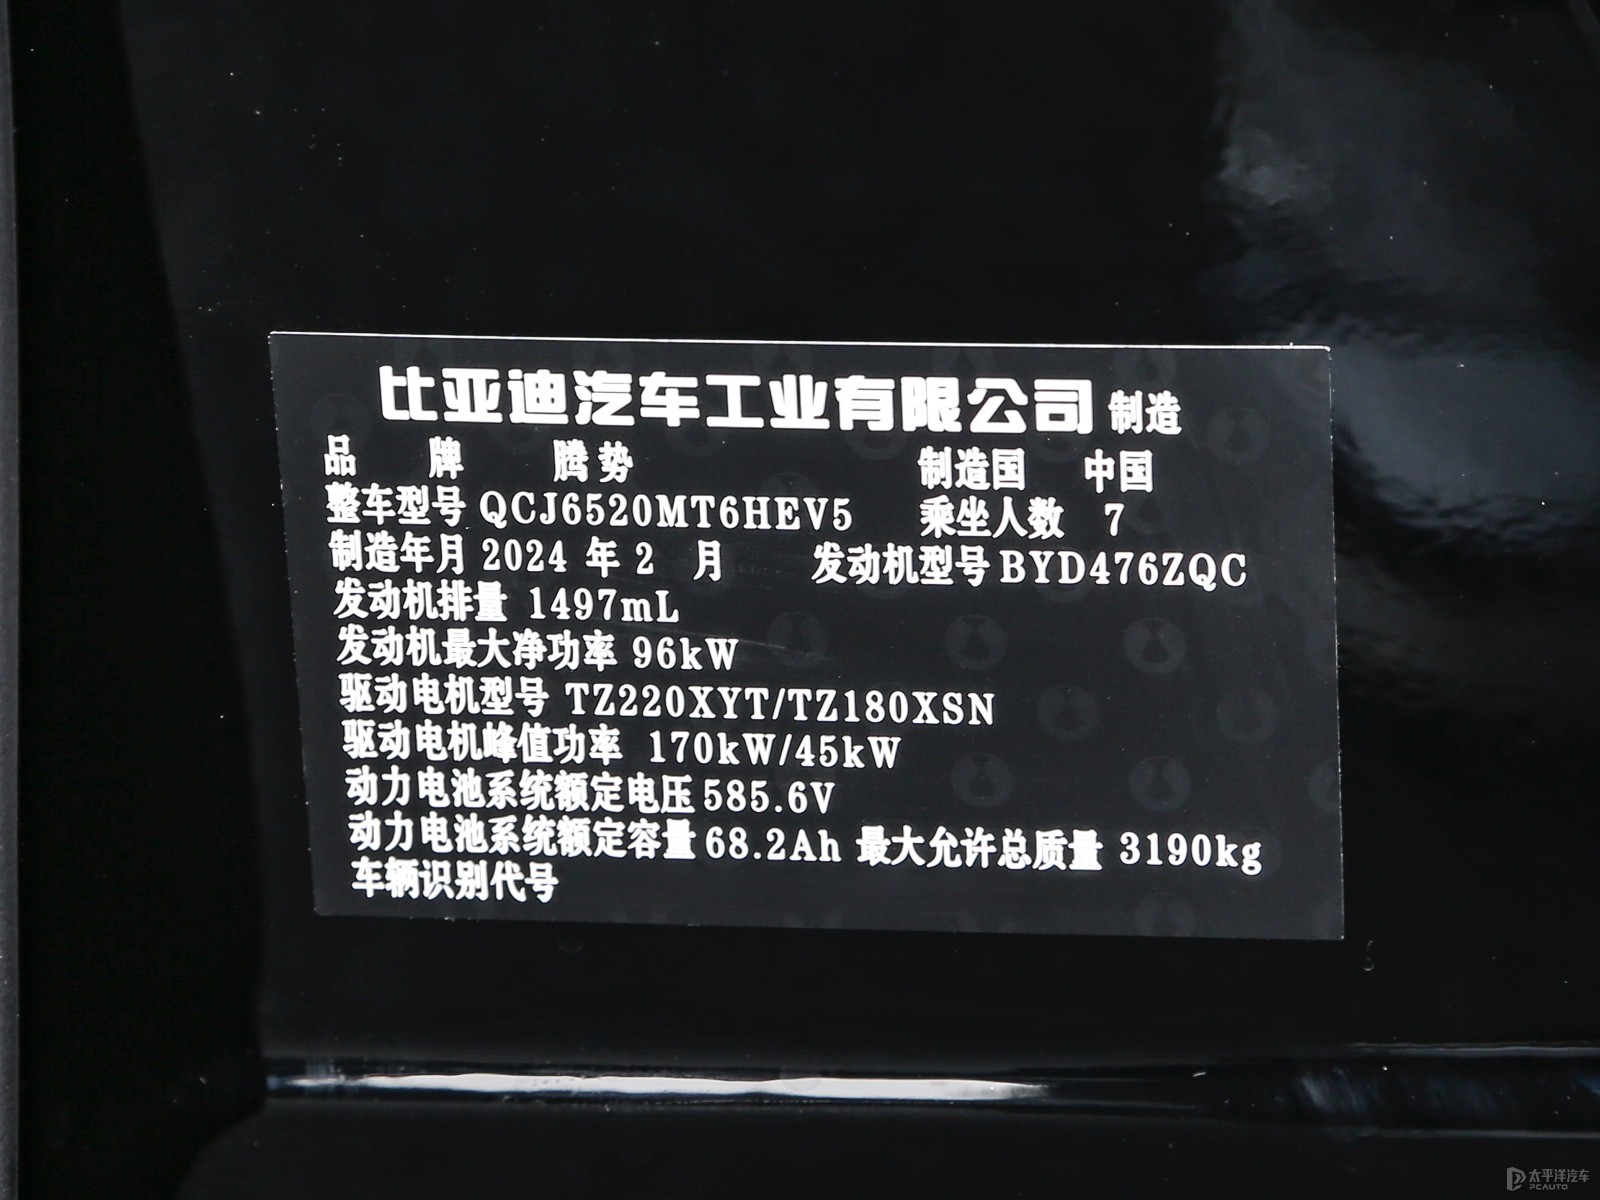 比亚迪汽车工业有限公司 制造
品 牌 腾势 制造国 中国
整车型号 QCJ6520MT6HEV5 乘坐人数 7
制造年月 2024 年 2 月 发动机型号 BYD476ZQC
发动机排量 1497mL
发动机最大净功率 96kW
驱动电机型号 TZ220XYT/TZ180XSN
驱动电机峰值功率 170kW/45kW
动力电池系统额定电压 585.6V
动力电池系统额定容量 68.2Ah 最大允许总质量 3190kg
车辆识别代号
太平洋汽车
PCAUTO